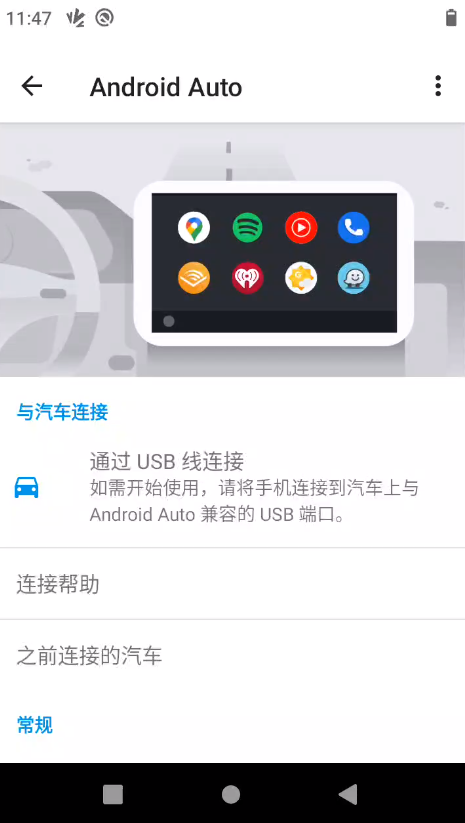 11:47
Android Auto
与汽车连接
通过 USB 线连接
如需开始使用，请将手机连接到汽车上与
Android Auto 兼容的 USB 端口。
连接帮助
之前连接的汽车
常规